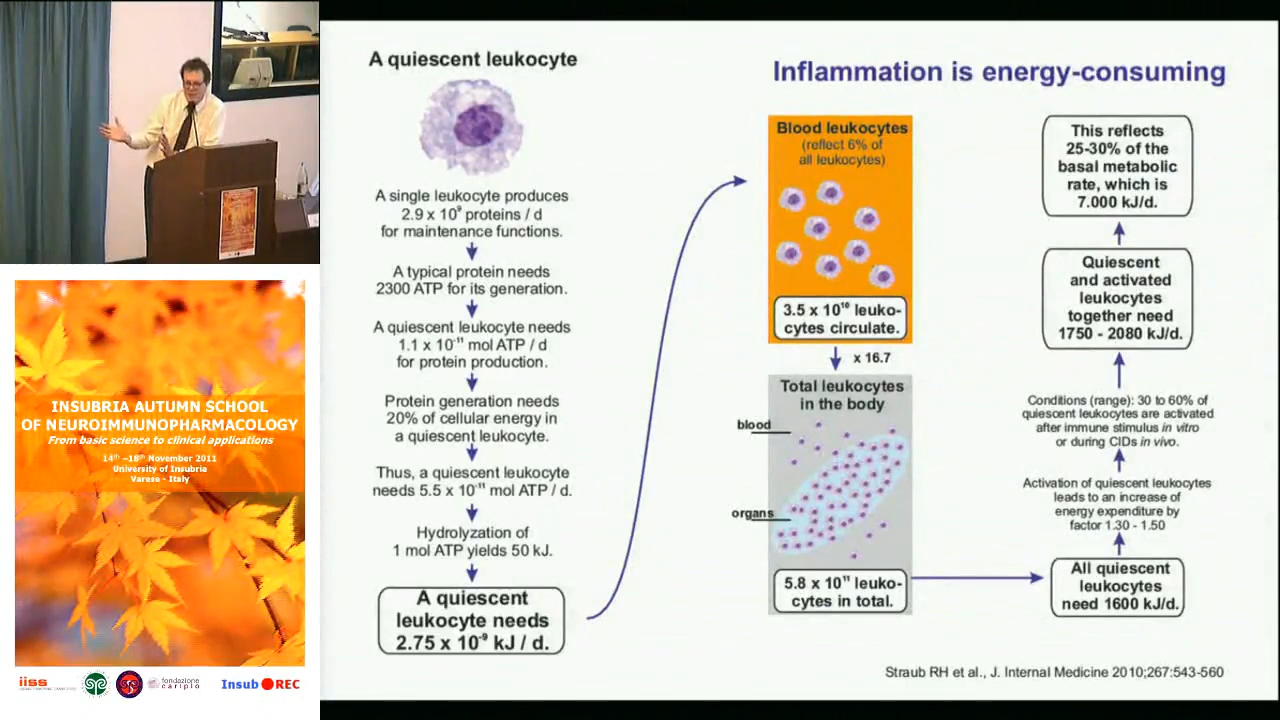 A quiescent leukocyte
A single leukocyte produces
2.9 x 10⁹ proteins / d
for maintenance functions.
A typical protein needs
2300 ATP for its generation.
A quiescent leukocyte needs
1.1 x 10⁻¹¹ mol ATP / d
for protein production.
Protein generation needs
20% of cellular energy in
a quiescent leukocyte.
Thus, a quiescent leukocyte
needs 5.5 x 10⁻¹¹ mol ATP / d.
Hydrolyzation of
1 mol ATP yields 50 kJ.
A quiescent
leukocyte needs
2.75 x 10⁻⁹ kJ / d.
Inflammation is energy-consuming
Blood leukocytes
(reflect 6% of
all leukocytes)
3.5 x 10¹⁰ leuko-
cytes circulate.
x 16.7
Total leukocytes
in the body
blood
organs
5.8 x 10¹¹ leuko-
cytes in total.
This reflects
25-30% of the
basal metabolic
rate, which is
7.000 kJ/d.
Quiescent
and activated
leukocytes
together need
1750 - 2080 kJ/d.
Conditions (range): 30 to 60% of
quiescent leukocytes are activated
after immune stimulus in vitro
or during CIDs in vivo.
Activation of quiescent leukocytes
leads to an increase of
energy expenditure by
factor 1.30 - 1.50
All quiescent
leukocytes
need 1600 kJ/d.
Straub RH et al., J. Internal Medicine 2010;267:543-560
INSUBRIA AUTUMN SCHOOL
OF NEUROIMMUNOPHARMACOLOGY
From basic science to clinical applications
14th –18th November 2011
University of Insubria
Varese - Italy
iiss
fondazione
cariplo
Insub REC